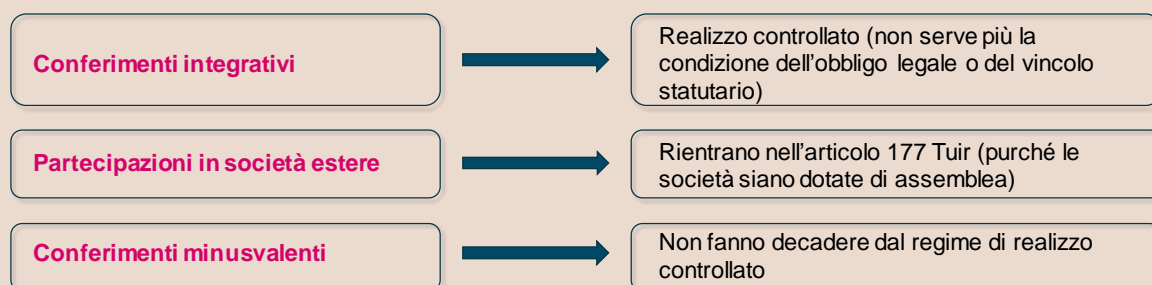 Conferimenti integrativi
Realizzo controllato (non serve più la
condizione dell'obbligo legale o del vincolo
statutario)
Partecipazioni in società estere
Rientrano nell'articolo 177 Tuir (purché le
società siano dotate di assemblea)
Conferimenti minusvalenti
Non fanno decadere dal regime di realizzo
controllato